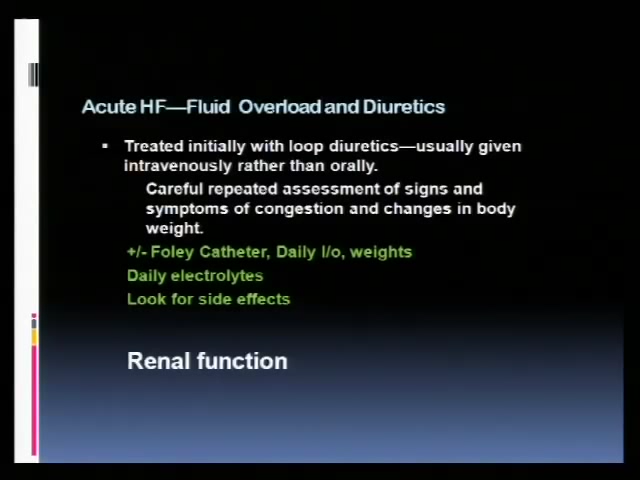 Acute HF—Fluid Overload and Diuretics
Treated initially with loop diuretics—usually given
intravenously rather than orally.
Careful repeated assessment of signs and
symptoms of congestion and changes in body
weight.
+/- Foley Catheter, Daily I/o, weights
Daily electrolytes
Look for side effects
Renal function